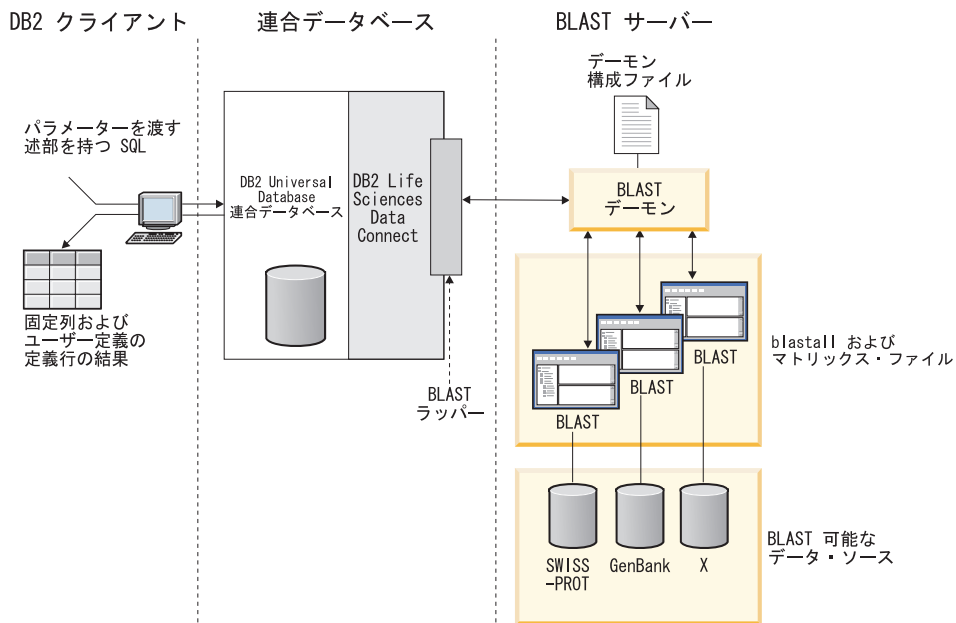 DB2 クライアント
連合データベース
BLAST サーバー
デーモン
構成ファイル
パラメーターを渡す
述部を持つ SQL
DB2 Universal
Database
連合データベース
DB2 Life
Sciences
Data
Connect
BLAST
デーモン
固定列および
ユーザー定義の
定義行の結果
BLAST
ラッパー
BLAST
BLAST
BLAST
blastall および
マトリックス・ファイル
SWISS
-PROT
GenBank
X
BLAST 可能な
データ・ソース